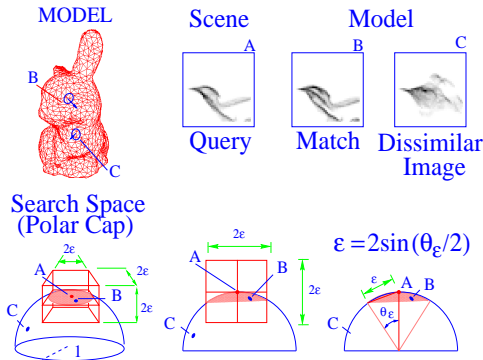 MODEL
Scene
Model
A
B
C
B
C
Query
Match
Dissimilar
Image
Search Space
(Polar Cap)
2ε
2ε
2ε
A
B
C
1
2ε
2ε
A
B
C
ε = 2sin(θε/2)
ε
θε
A
B
C